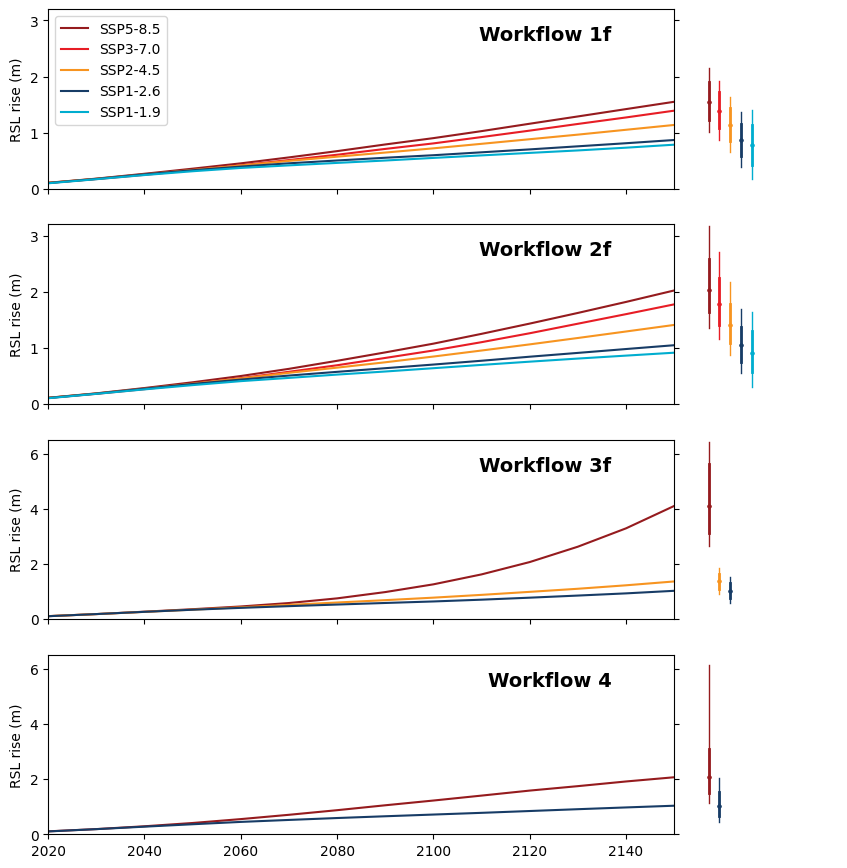 Workflow 1f
SSP5-8.5
SSP3-7.0
SSP2-4.5
SSP1-2.6
SSP1-1.9
RSL rise (m)
3
2
1
0
Workflow 2f
RSL rise (m)
3
2
1
0
Workflow 3f
RSL rise (m)
6
4
2
0
Workflow 4
RSL rise (m)
6
4
2
0
2020 2040 2060 2080 2100 2120 2140